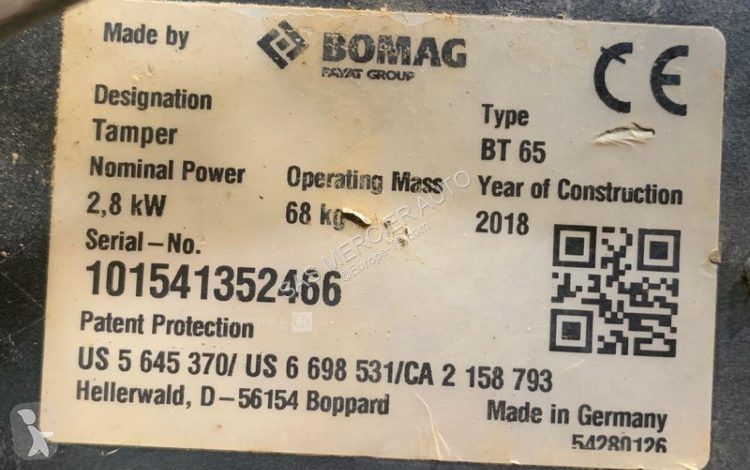 Made by
BOMAG
FAYAT GROUP
CE
Designation
Tamper
Type
BT 65
Nominal Power
2,8 kW
Operating Mass
68 kg
Year of Construction
2018
Serial-No.
101541352466
Patent Protection
US 5 645 370/ US 6 698 531/CA 2 158 793
Hellerwald, D-56154 Boppard
Made in Germany
54280126
MERCIER AUTO